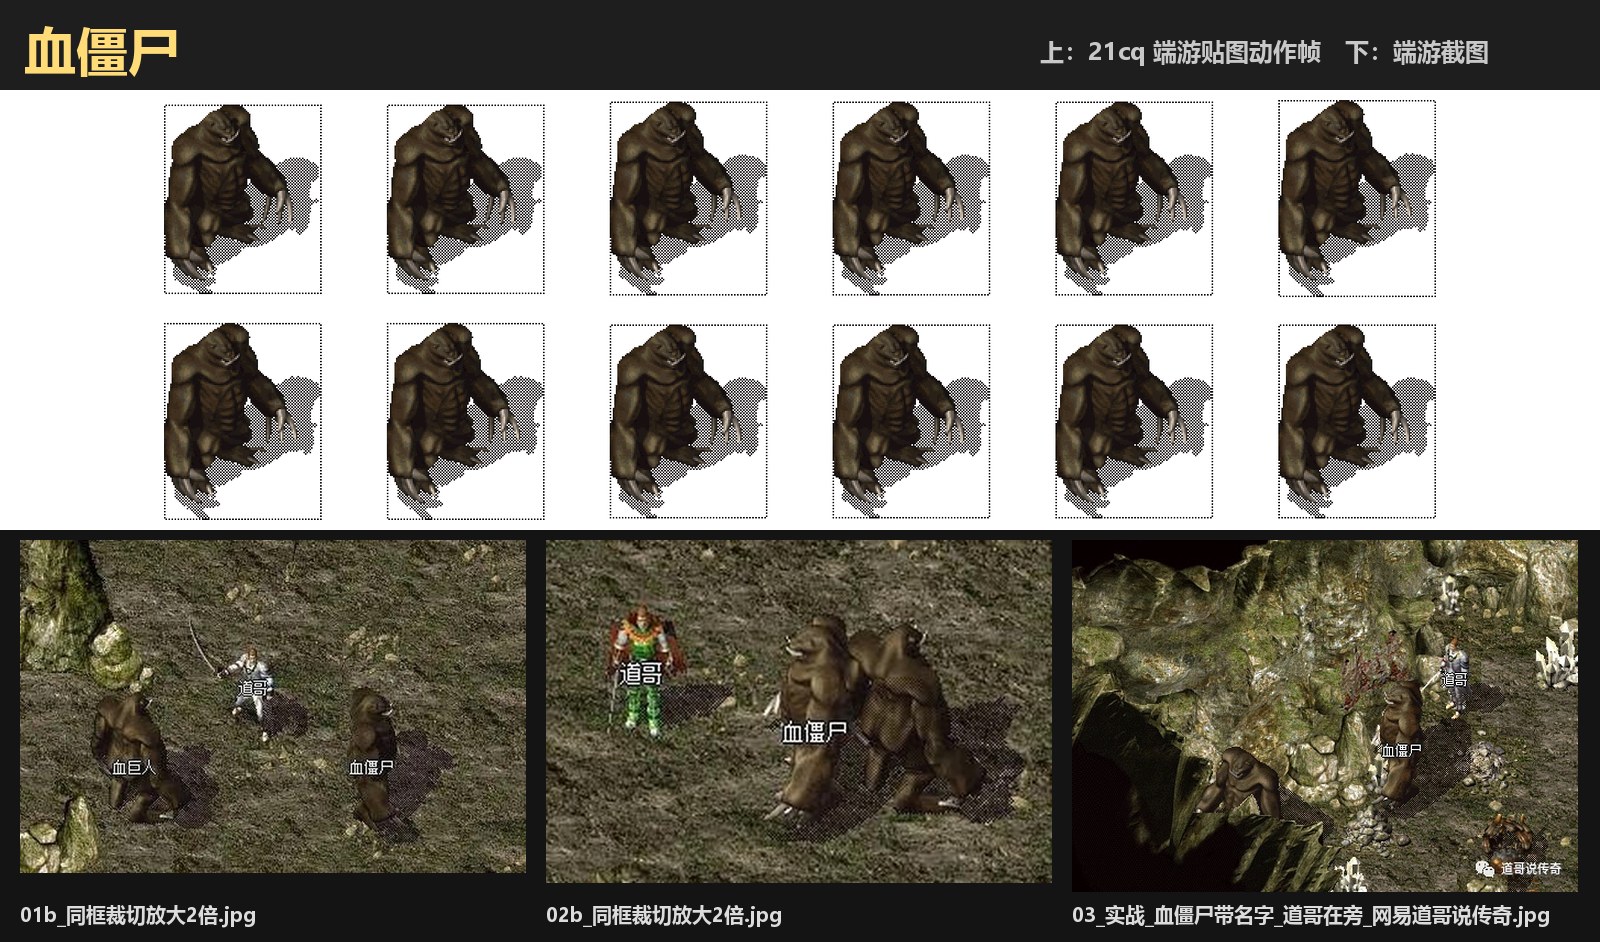 血僵尸
上：21cq 端游贴图动作帧 下：端游截图
道哥
血巨人
血僵尸
道哥
血僵尸
道哥
血僵尸
道哥说传奇
01b_同框裁切放大2倍.jpg
02b_同框裁切放大2倍.jpg
03_实战_血僵尸带名字_道哥在旁_网易道哥说传奇.jpg